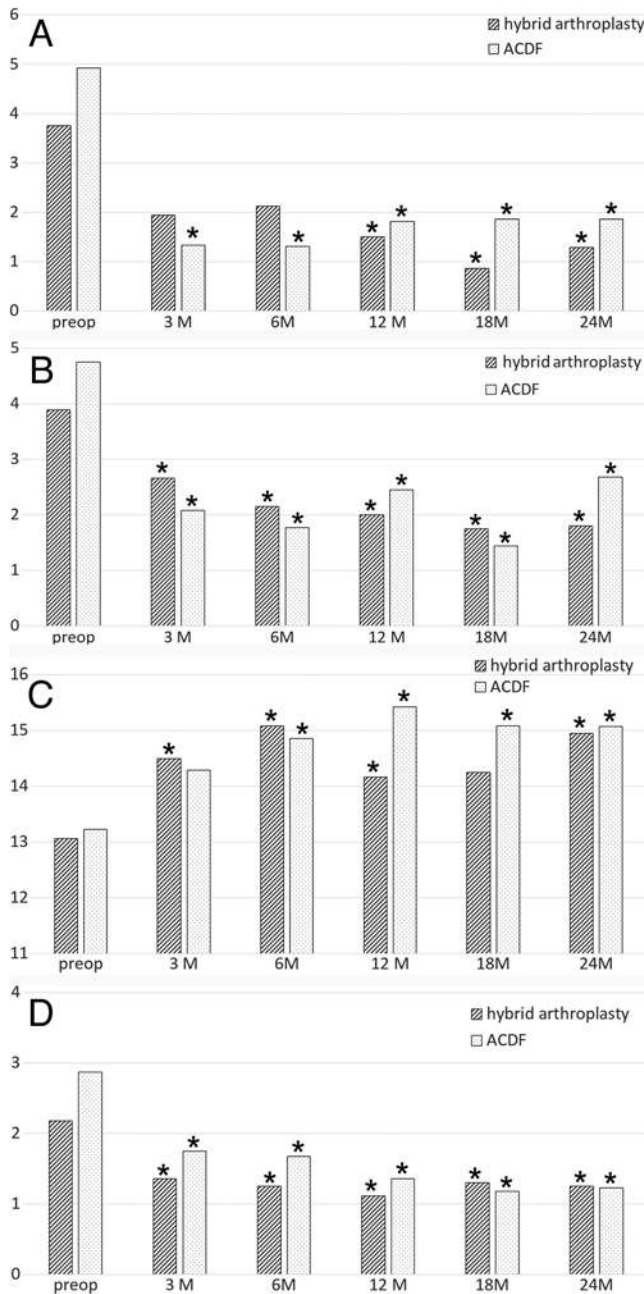 A
6
hybrid arthroplasty
ACDF
5
4
3
2
1
0
* * * * * * * *
preop 3 M 6M 12 M 18M 24M
B
5
hybrid arthroplasty
ACDF
4
3
2
1
0
* * * * * * * * * *
preop 3 M 6M 12 M 18M 24M
C
16
hybrid arthroplasty
ACDF
15
14
13
12
11
* * * * * * * *
preop 3 M 6M 12 M 18M 24M
D
4
hybrid arthroplasty
ACDF
3
2
1
0
* * * * * * * * * *
preop 3 M 6M 12 M 18M 24M